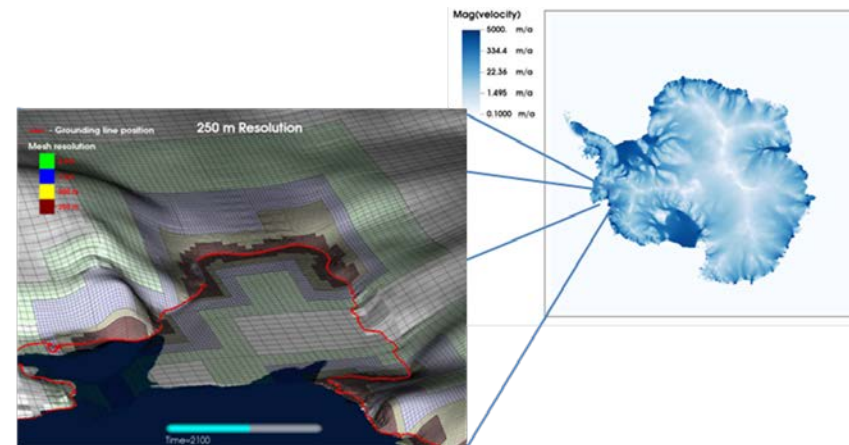 Mag(velocity)
5000. m/a
334.4 m/a
22.36 m/a
1.495 m/a
0.1000 m/a
- Grounding line position
250 m Resolution
Mesh resolution
Time=2100